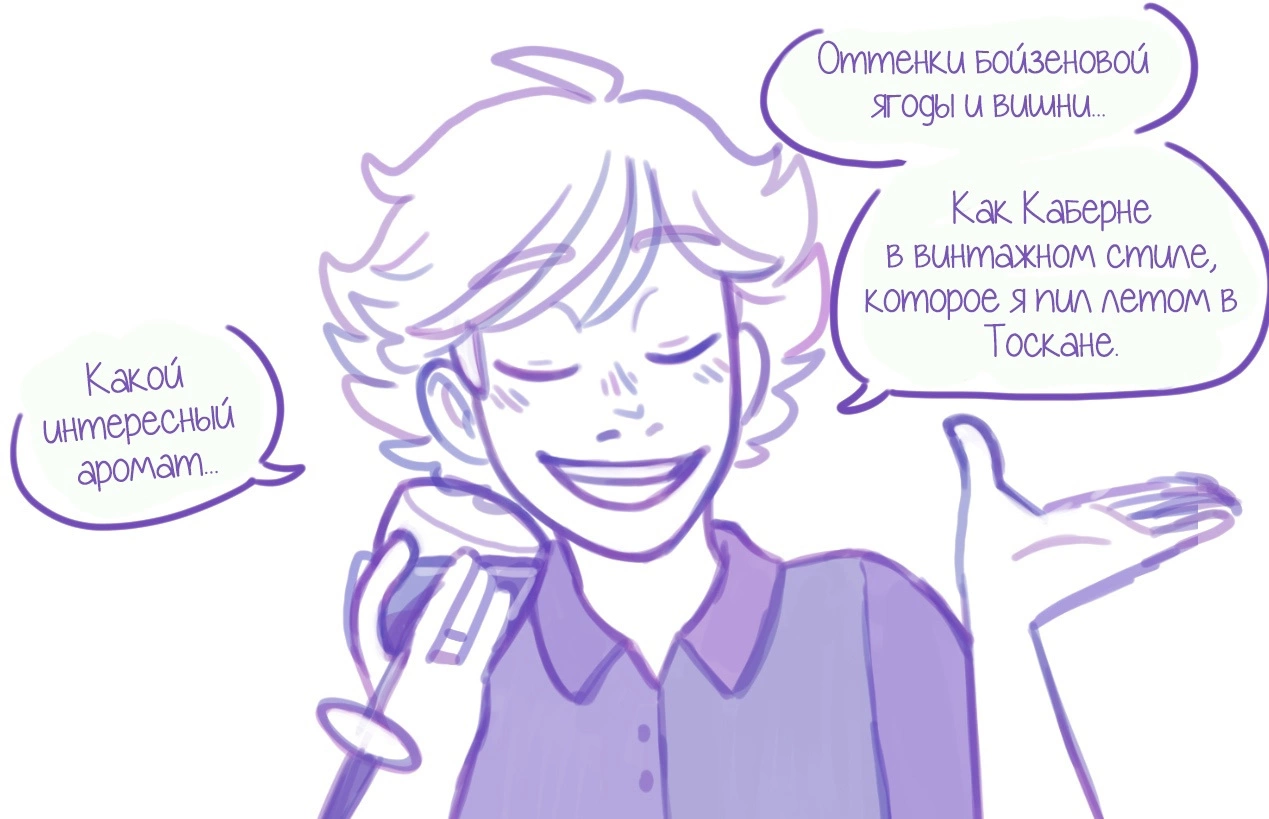 Какой
интересный
аромат...
Оттенки бойзеновой
ягоды и вишни...
Как Каберне
в винтажном стиле,
которое я пил летом в
Тоскане.